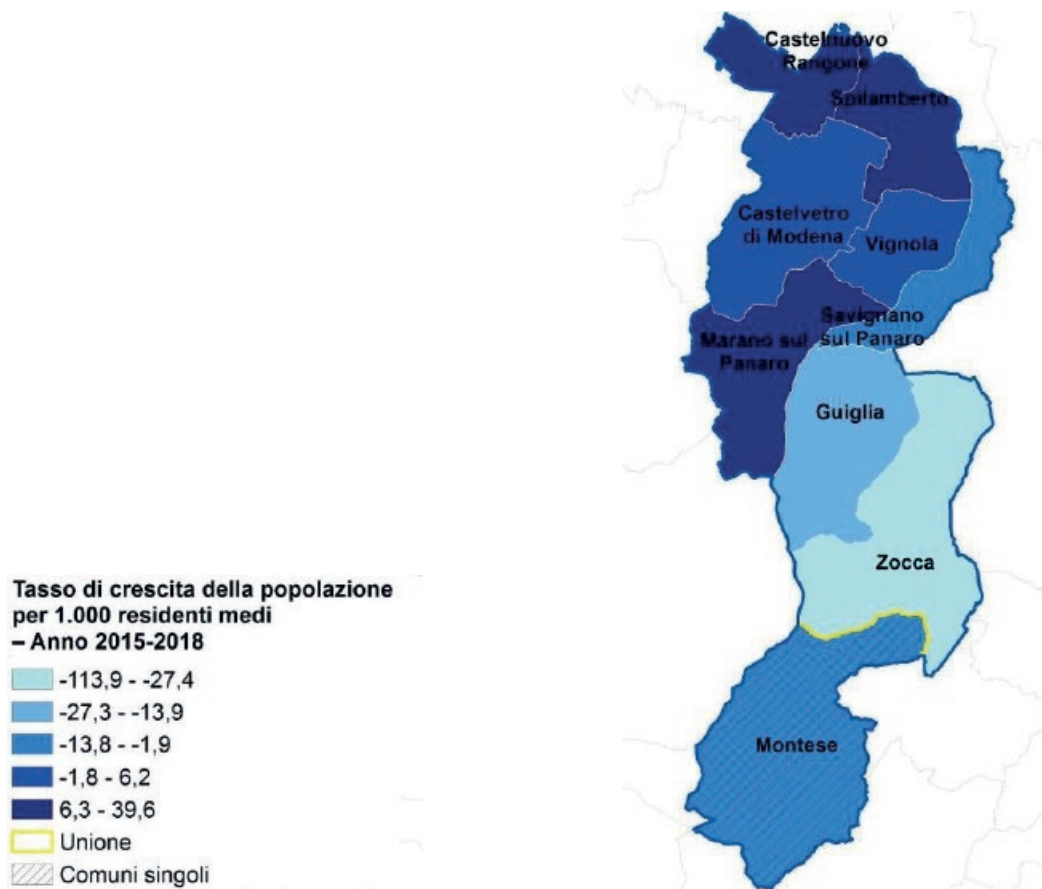 Castelnuovo
Rangone
Spilamberto
Castelvetro
di Modena
Vignola
Savignano
sul Panaro
Marano sul
Panaro
Guiglia
Zocca
Montese
Tasso di crescita della popolazione
per 1.000 residenti medi
– Anno 2015-2018
-113,9 - -27,4
-27,3 - -13,9
-13,8 - -1,9
-1,8 - 6,2
6,3 - 39,6
Unione
Comuni singoli